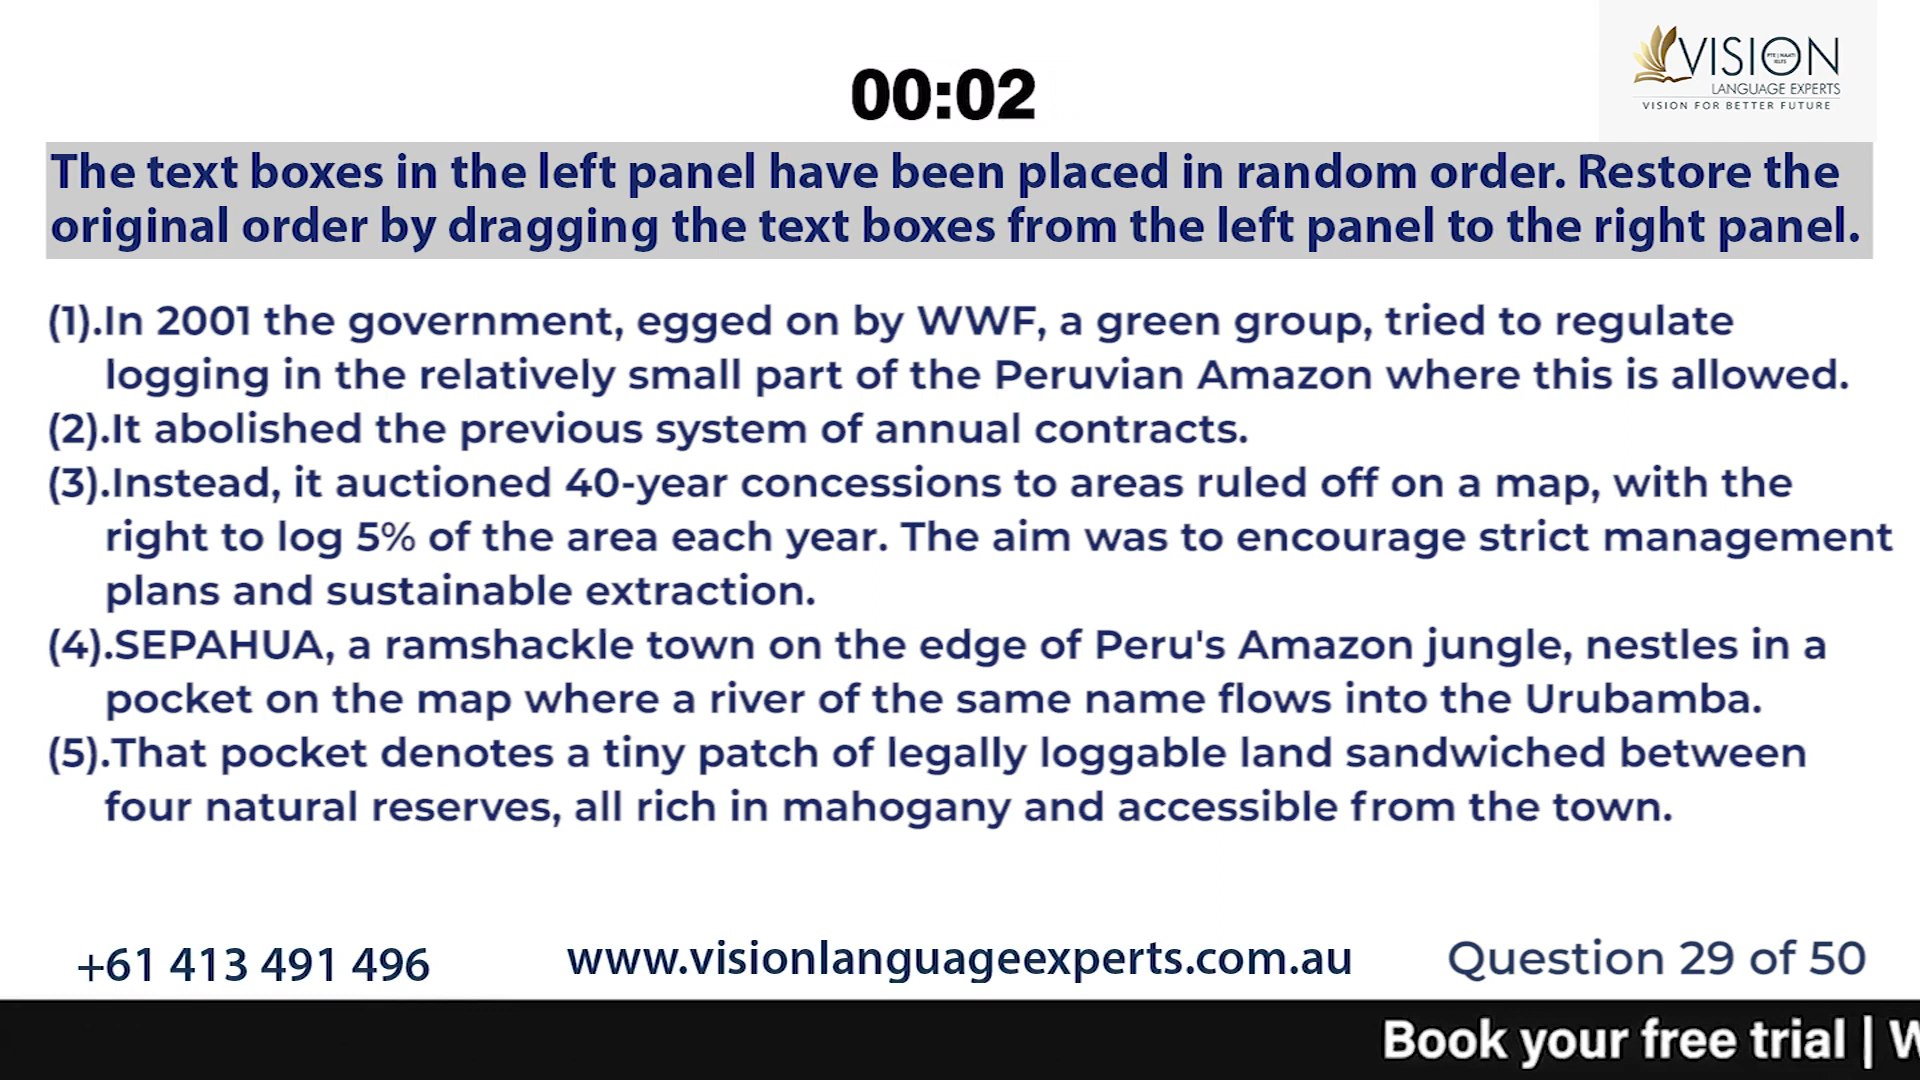 VISION
LANGUAGE EXPERTS
VISION FOR BETTER FUTURE
00:02
The text boxes in the left panel have been placed in random order. Restore the
original order by dragging the text boxes from the left panel to the right panel.
(1).In 2001 the government, egged on by WWF, a green group, tried to regulate
logging in the relatively small part of the Peruvian Amazon where this is allowed.
(2).It abolished the previous system of annual contracts.
(3).Instead, it auctioned 40-year concessions to areas ruled off on a map, with the
right to log 5% of the area each year. The aim was to encourage strict management
plans and sustainable extraction.
(4).SEPAHUA, a ramshackle town on the edge of Peru's Amazon jungle, nestles in a
pocket on the map where a river of the same name flows into the Urubamba.
(5).That pocket denotes a tiny patch of legally loggable land sandwiched between
four natural reserves, all rich in mahogany and accessible from the town.
+61 413 491 496
www.visionlanguageexperts.com.au
Question 29 of 50
Book your free trial |